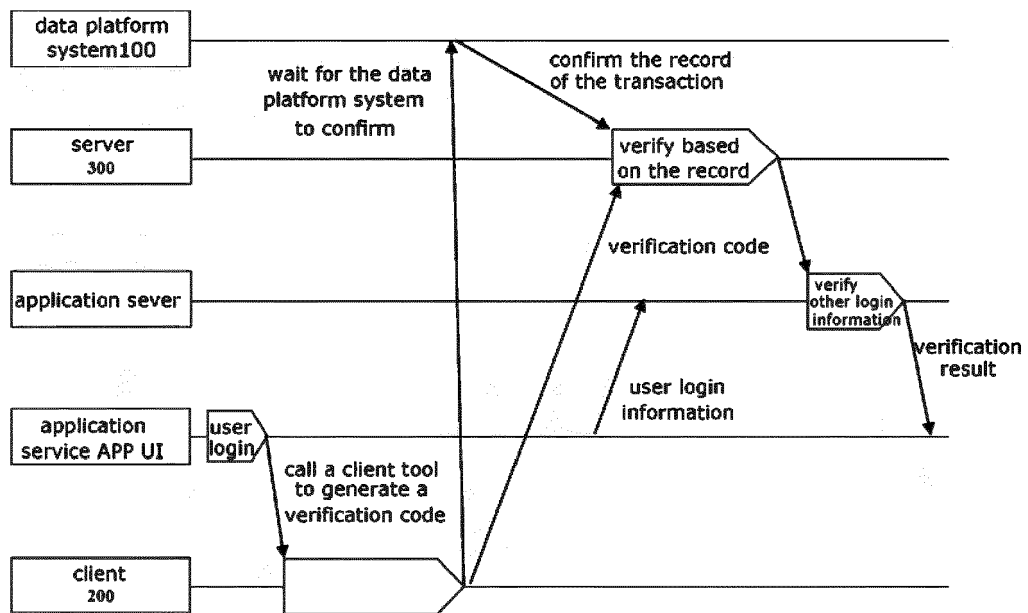 data platform
system100
wait for the data
platform system
to confirm
confirm the record
of the transaction
server
300
verify based
on the record
verification code
application sever
verify
other login
information
verification
result
user login
information
application
service APP UI
user
login
call a client tool
to generate a
verification code
client
200